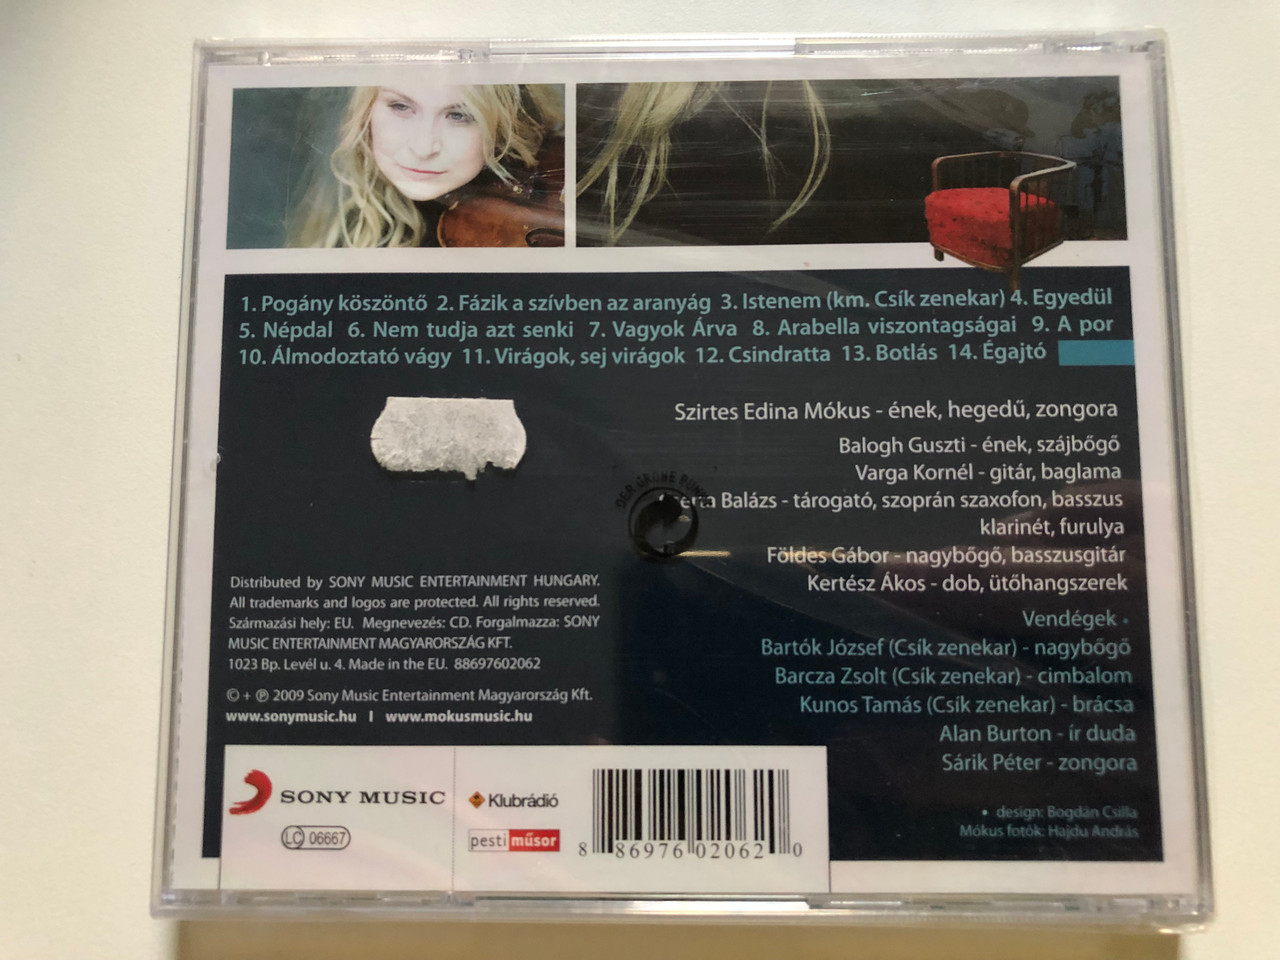 1. Pogány köszöntő 2. Fázik a szívben az aranyág 3. Istenem (km. Csík zenekar) 4. Egyedül
5. Népdal 6. Nem tudja azt senki 7. Vagyok Árva 8. Arabella viszontagságai 9. A por
10. Álmodoztató vágy 11. Virágok, sej virágok 12. Csindratta 13. Botlás 14. Égajtó
Szirtes Edina Mókus - ének, hegedű, zongora
Balogh Guszti - ének, szájbőgő
Varga Kornél - gitár, baglama
Balázs - tárogató, szoprán szaxofon, basszus
klarinét, furulya
Földes Gábor - nagybőgő, basszusgitár
Kertész Ákos - dob, ütőhangszerek
DER GRÜNE PUNKT
Vendégek •
Bartók József (Csík zenekar) - nagybőgő
Barcza Zsolt (Csík zenekar) - cimbalom
Kunos Tamás (Csík zenekar) - brácsa
Alan Burton - ír duda
Sárik Péter - zongora
• design: Bogdán Csilla
Mókus fotók: Hajdu András
Distributed by SONY MUSIC ENTERTAINMENT HUNGARY.
All trademarks and logos are protected. All rights reserved.
Származási hely: EU. Megnevezés: CD. Forgalmazza: SONY
MUSIC ENTERTAINMENT MAGYARORSZÁG KFT.
1023 Bp. Levél u. 4. Made in the EU. 88697602062
© + ℗ 2009 Sony Music Entertainment Magyarország Kft.
www.sonymusic.hu I www.mokusmusic.hu
SONY MUSIC
LC 06667
Klubrádió
pesti műsor
8 86976 02062 0